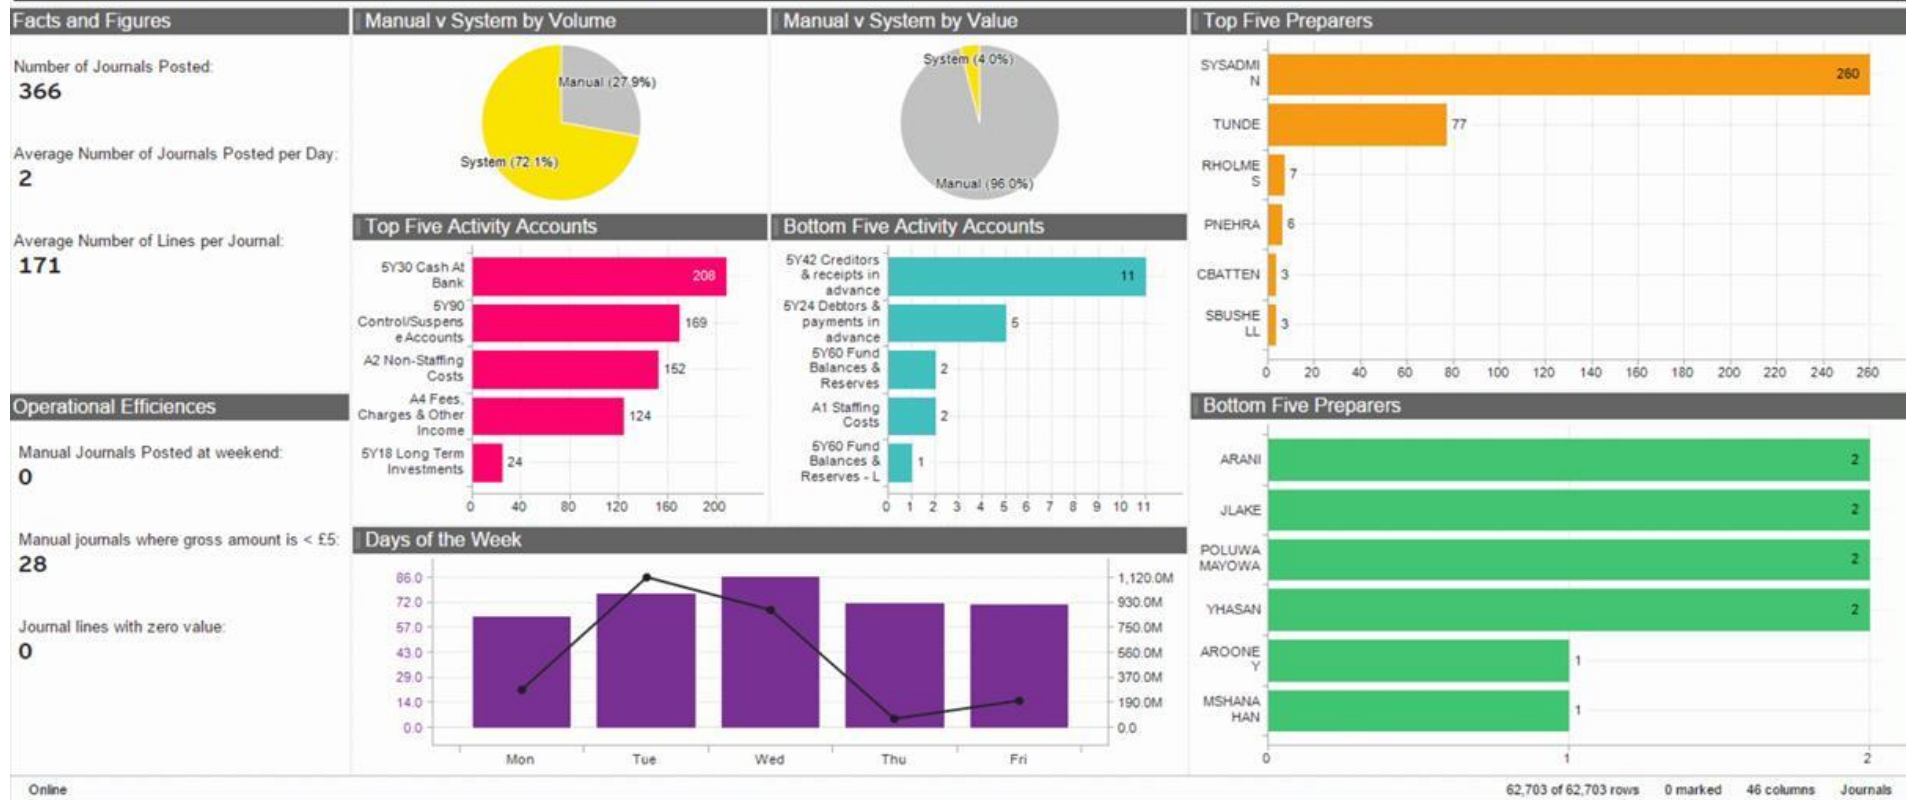 Facts and Figures
Number of Journals Posted:
366
Average Number of Journals Posted per Day:
2
Average Number of Lines per Journal:
171
Operational Efficiences
Manual Journals Posted at weekend:
0
Manual journals where gross amount is < £5:
28
Journal lines with zero value:
0
Manual v System by Volume
Manual (27.9%)
System (72.1%)
Manual v System by Value
System (4.0%)
Manual (96.0%)
Top Five Activity Accounts
5Y30 Cash At
Bank
208
5Y90
Control/Suspens
e Accounts
169
A2 Non-Staffing
Costs
152
A4 Fees,
Charges & Other
Income
124
5Y18 Long Term
Investments
24
0 40 80 120 160 200
Bottom Five Activity Accounts
5Y42 Creditors
& receipts in
advance
11
5Y24 Debtors &
payments in
advance
5
5Y60 Fund
Balances &
Reserves
2
A1 Staffing
Costs
2
5Y60 Fund
Balances &
Reserves - L
1
0 1 2 3 4 5 6 7 8 9 10 11
Days of the Week
86.0
72.0
57.0
43.0
29.0
14.0
0.0
1,120.0M
930.0M
750.0M
560.0M
370.0M
190.0M
0.0
Mon Tue Wed Thu Fri
Top Five Preparers
SYSADMI
N
260
TUNDE
77
RHOLME
S
7
PNEHRA
6
CBATTEN
3
SBUSHE
LL
3
0 20 40 60 80 100 120 140 160 180 200 220 240 260
Bottom Five Preparers
ARANI
2
JLAKE
2
POLUWA
MAYOWA
2
YHASAN
2
AROONE
Y
1
MSHANA
HAN
1
0 1 2
Online
62,703 of 62,703 rows 0 marked 46 columns Journals